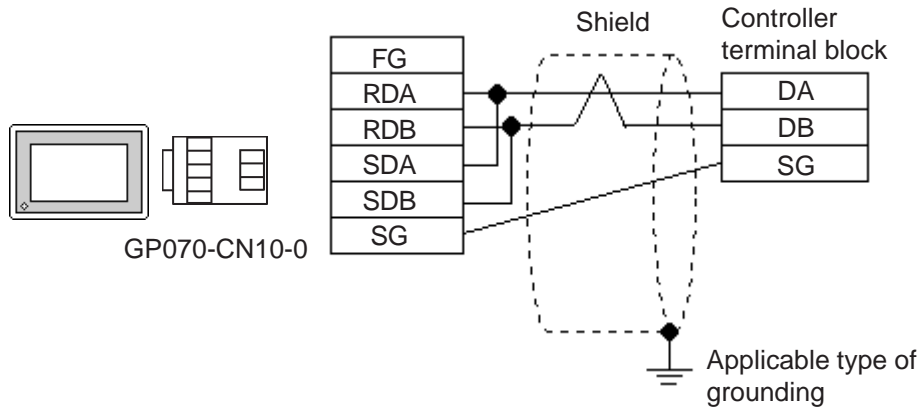 Shield
Controller
terminal block
FG
RDA
RDB
SDA
SDB
SG
DA
DB
SG
GP070-CN10-0
Applicable type of
grounding